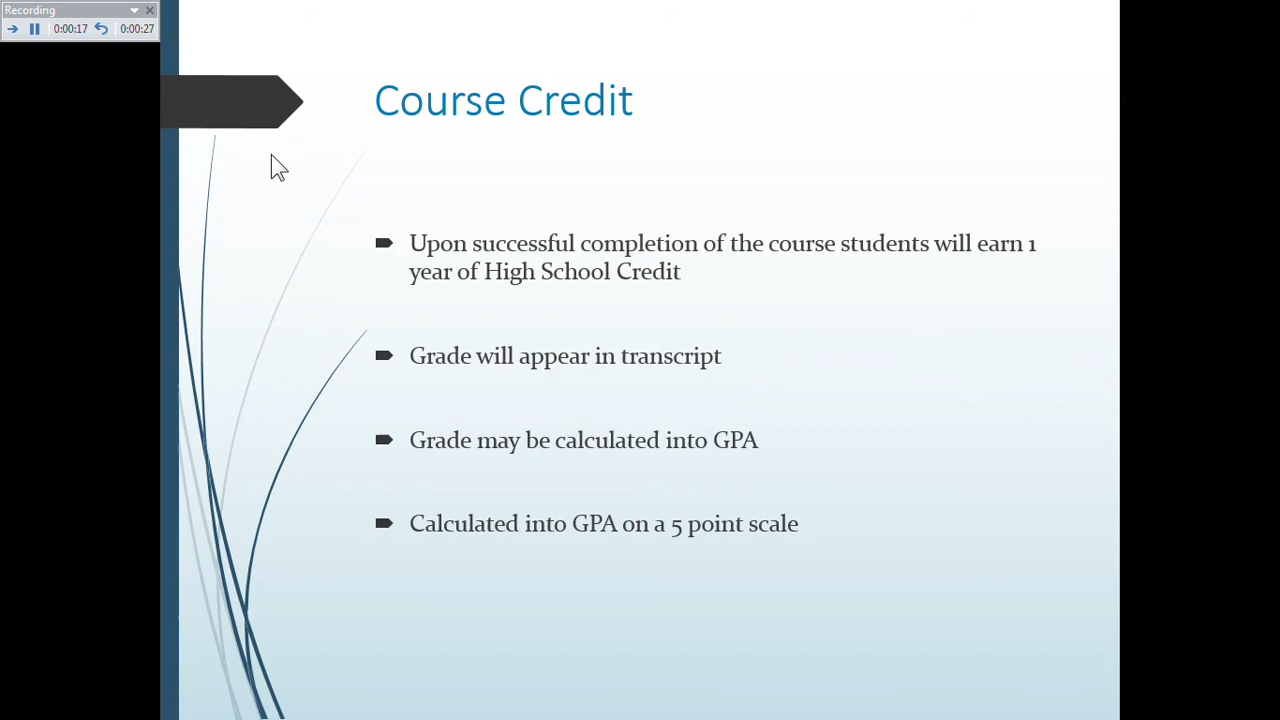 Recording
0:00:17 0:00:27
Course Credit
Upon successful completion of the course students will earn 1
year of High School Credit
Grade will appear in transcript
Grade may be calculated into GPA
Calculated into GPA on a 5 point scale